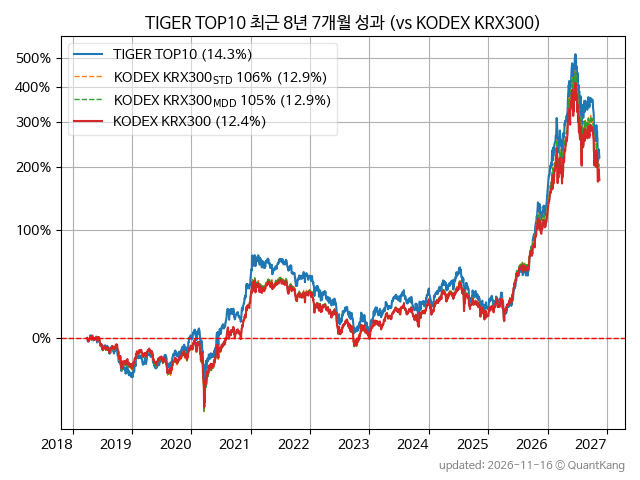 TIGER TOP10 최근 8년 7개월 성과 (vs KODEX KRX300)
TIGER TOP10 (14.3%)
KODEX KRX300STD 106% (12.9%)
KODEX KRX300MDD 105% (12.9%)
KODEX KRX300 (12.4%)
500%
400%
300%
200%
100%
0%
2018 2019 2020 2021 2022 2023 2024 2025 2026 2027
updated: 2026-11-16 © QuantKang